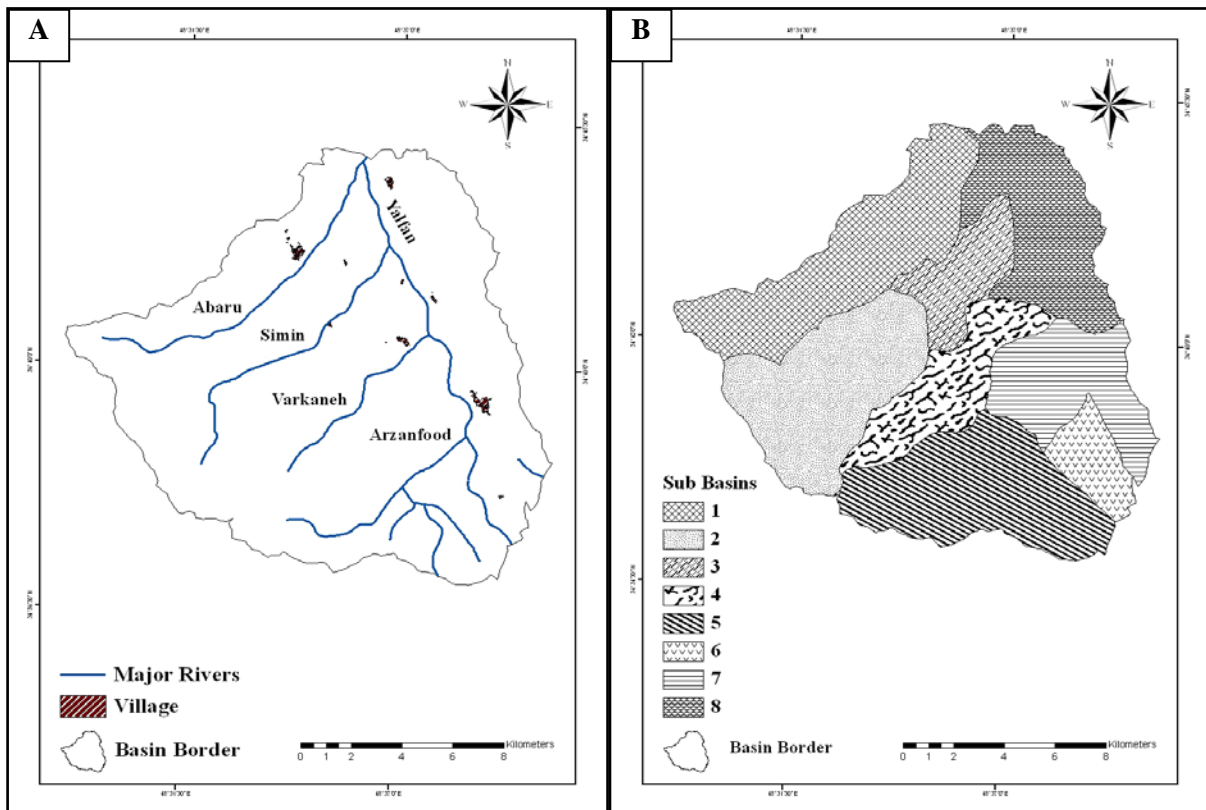 A
N
W
E
S
Yalfan
Abaru
Simin
Varkaneh
Arzanfood
Major Rivers
Village
Basin Border
Kilometers
0 1 2 4 6 8
B
N
W
E
S
Sub Basins
1
2
3
4
5
6
7
8
Basin Border
Kilometers
0 1 2 4 6 8